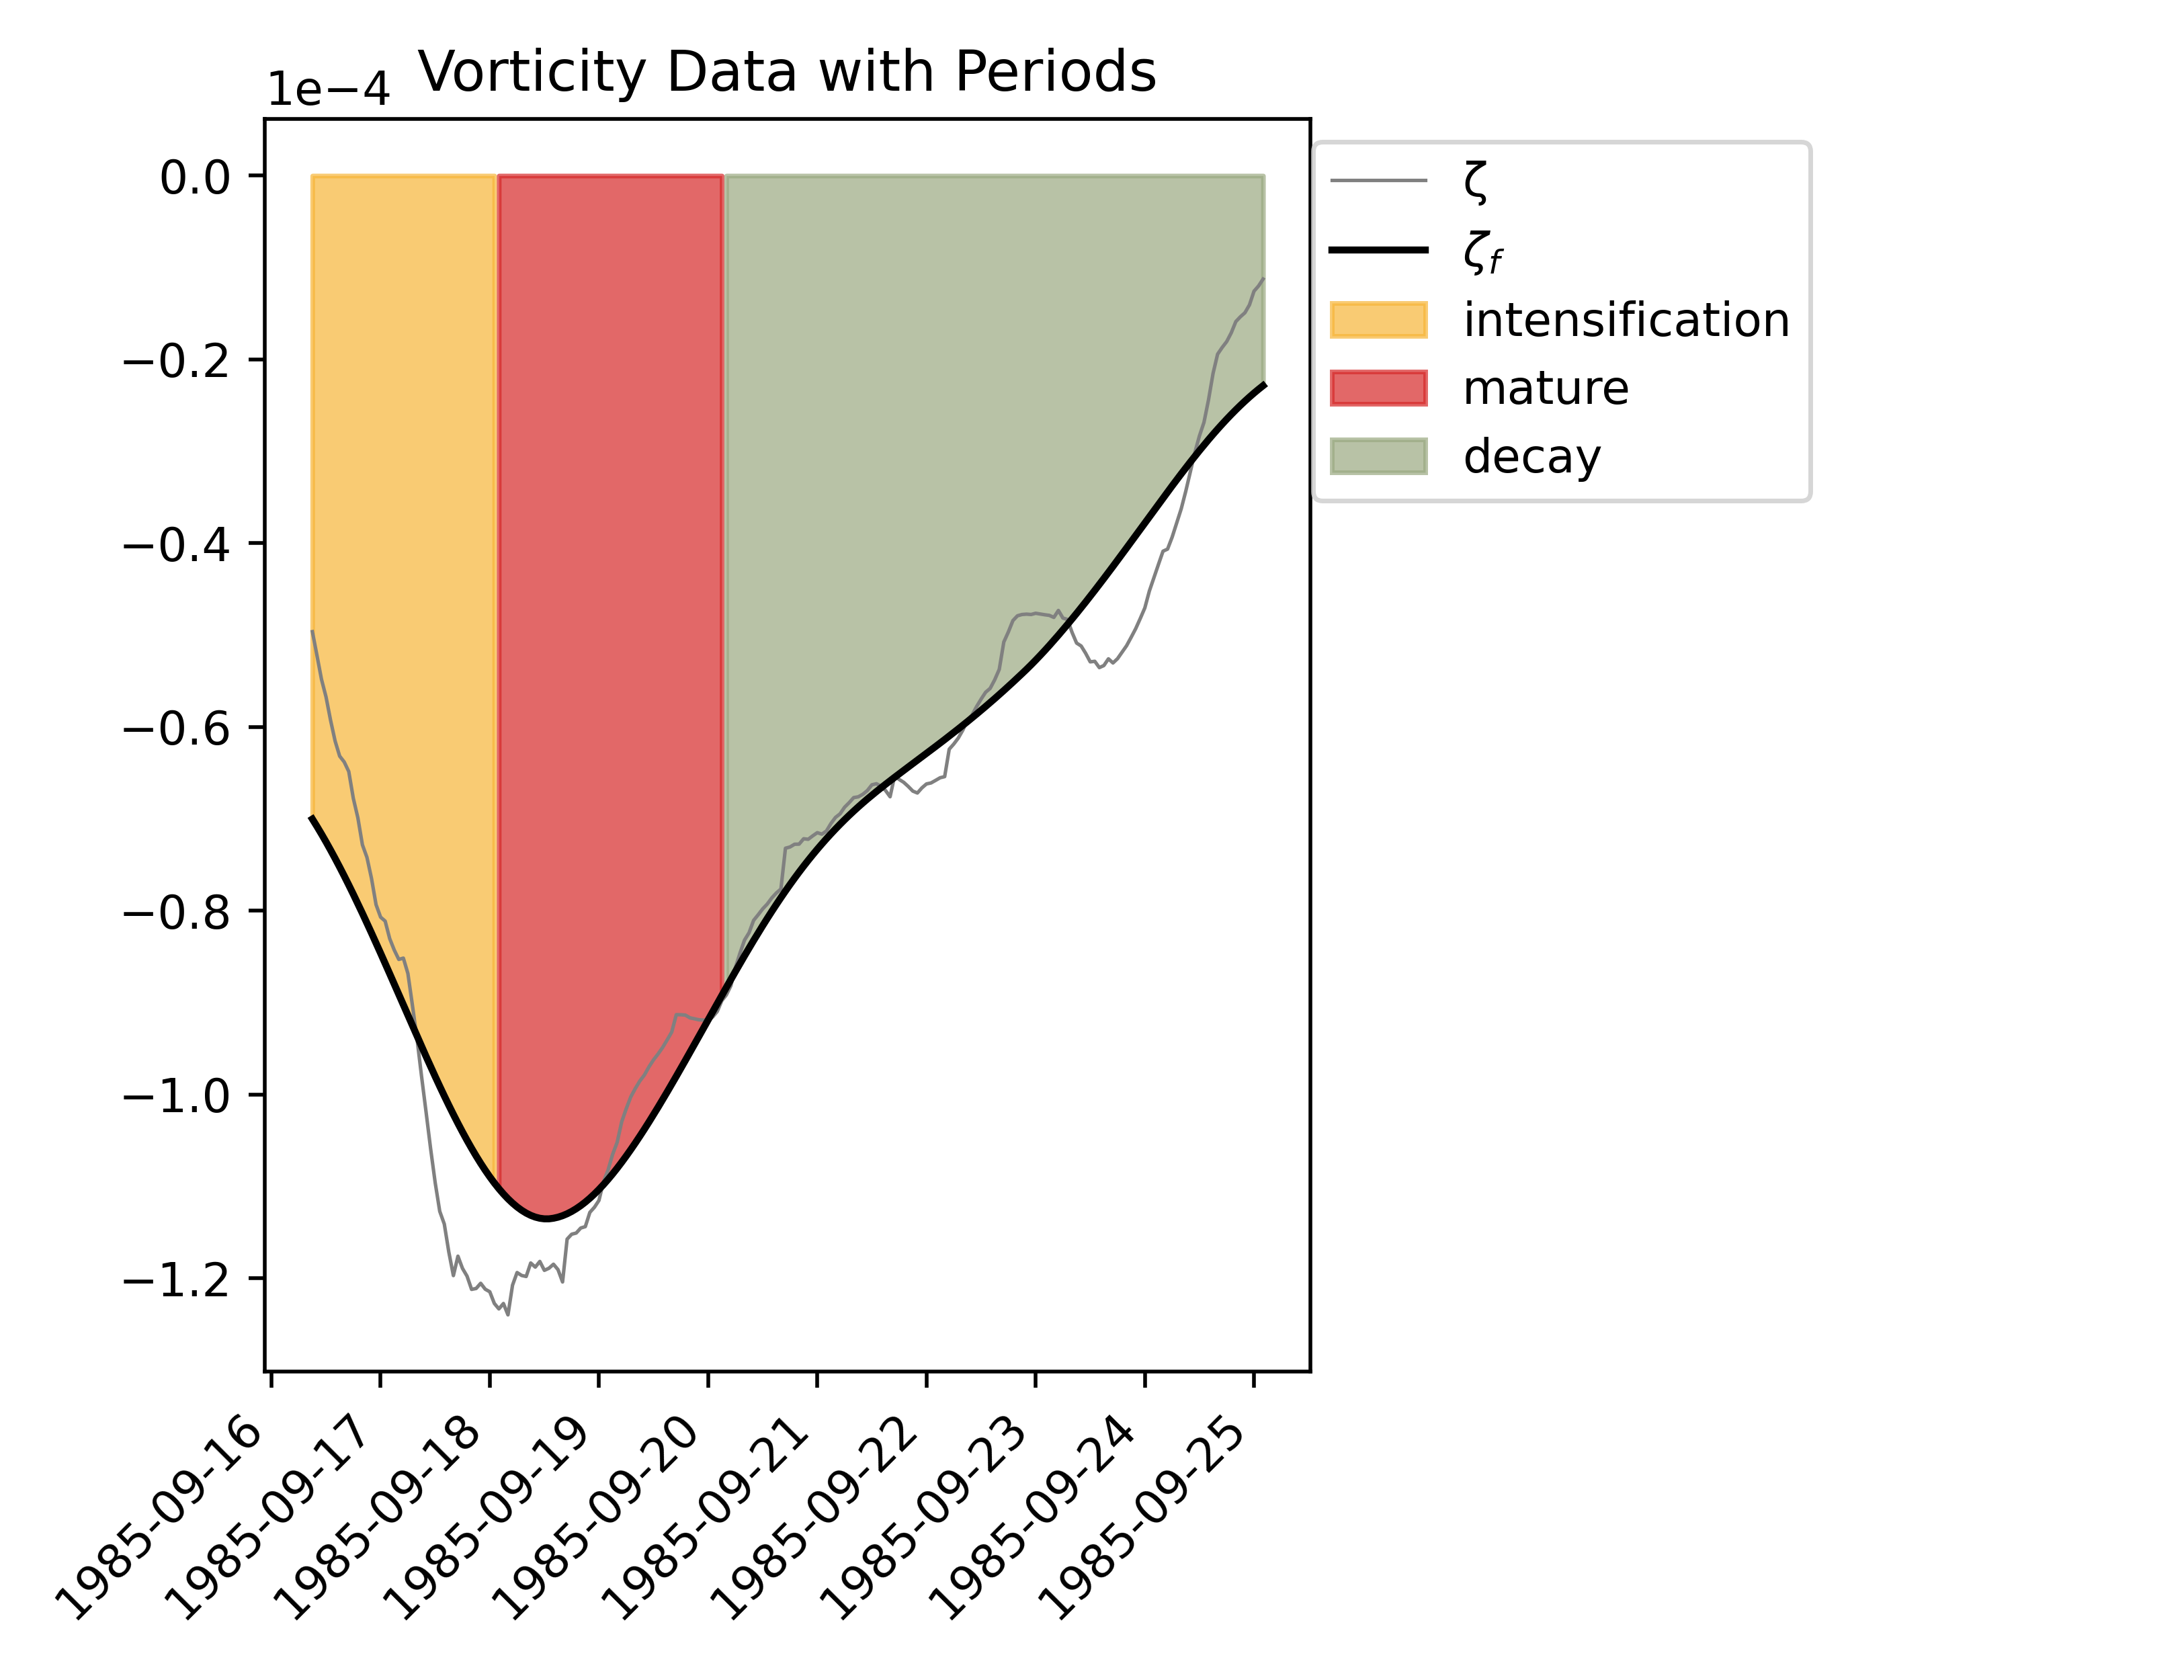 Vorticity Data with Periods
1e−4
0.0
−0.2
−0.4
−0.6
−0.8
−1.0
−1.2
1985-09-16
1985-09-17
1985-09-18
1985-09-19
1985-09-20
1985-09-21
1985-09-22
1985-09-23
1985-09-24
1985-09-25
ζ
ζf
intensification
mature
decay